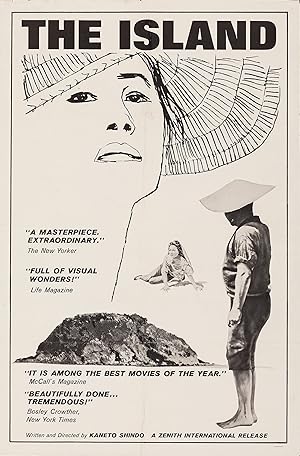 THE ISLAND
"A MASTERPIECE.
EXTRAORDINARY."
The New Yorker
"FULL OF VISUAL
WONDERS!"
Life Magazine
"IT IS AMONG THE BEST MOVIES OF THE YEAR."
McCall's Magazine
"BEAUTIFULLY DONE...
TREMENDOUS!"
Bosley Crowther,
New York Times
Written and Directed by KANETO SHINDO A ZENITH INTERNATIONAL RELEASE